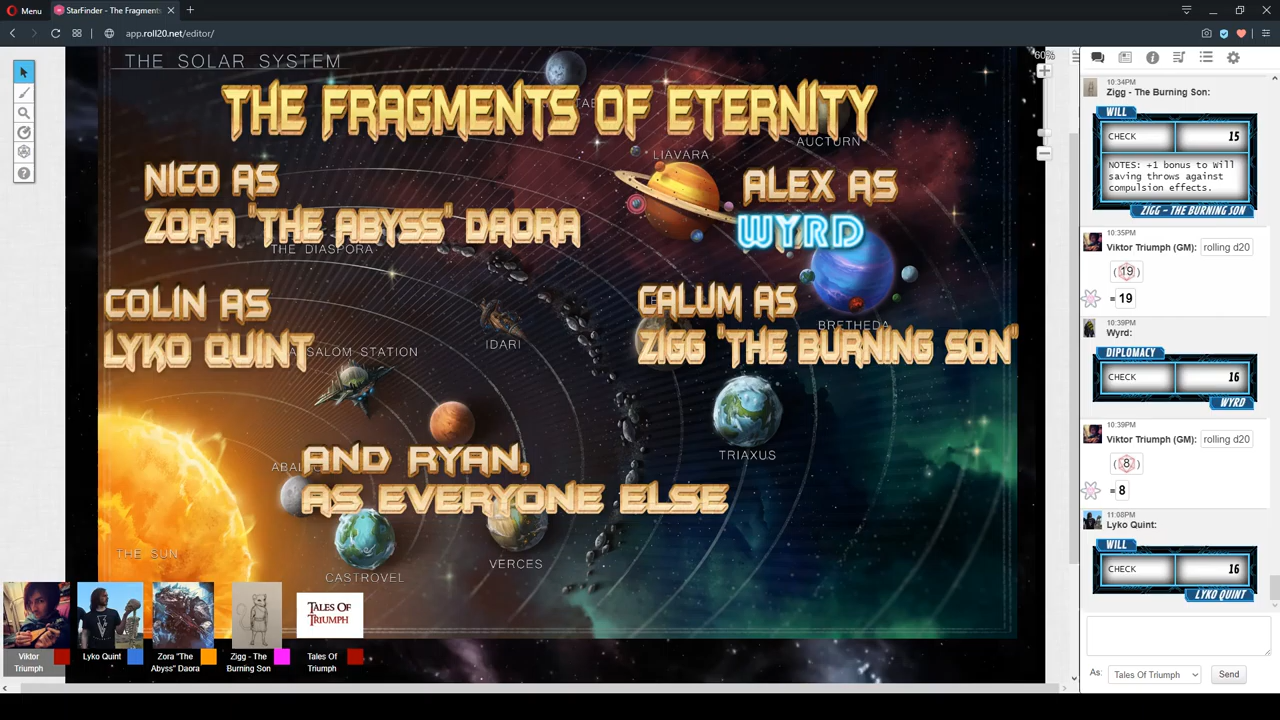 Menu
StarFinder - The Fragments
app.roll20.net/editor/
60%
THE SOLAR SYSTEM
THE FRAGMENTS OF ETERNITY
AUCTURN
LIAVARA
NICO AS
ZORA "THE ABYSS" DAORA
THE DIASPORA
ALEX AS
WYRD
BRETHEDA
COLIN AS
LYKO QUINT
ABSALOM STATION
IDARI
CALUM AS
ZIGG "THE BURNING SON"
TRIAXUS
AND RYAN,
AS EVERYONE ELSE
THE SUN
CASTROVEL
VERCES
Viktor
Triumph
Lyko Quint
Zora "The
Abyss" Daora
Zigg - The
Burning Son
TALES OF
TRIUMPH
Tales Of
Triumph
10:34PM
Zigg - The Burning Son:
WILL
CHECK 15
NOTES: +1 bonus to Will
saving throws against
compulsion effects.
ZIGG - THE BURNING SON
10:35PM
Viktor Triumph (GM): rolling d20
(19)
= 19
10:39PM
Wyrd:
DIPLOMACY
CHECK 16
WYRD
10:39PM
Viktor Triumph (GM): rolling d20
(8)
= 8
11:08PM
Lyko Quint:
WILL
CHECK 16
LYKO QUINT
As: Tales Of Triumph Send